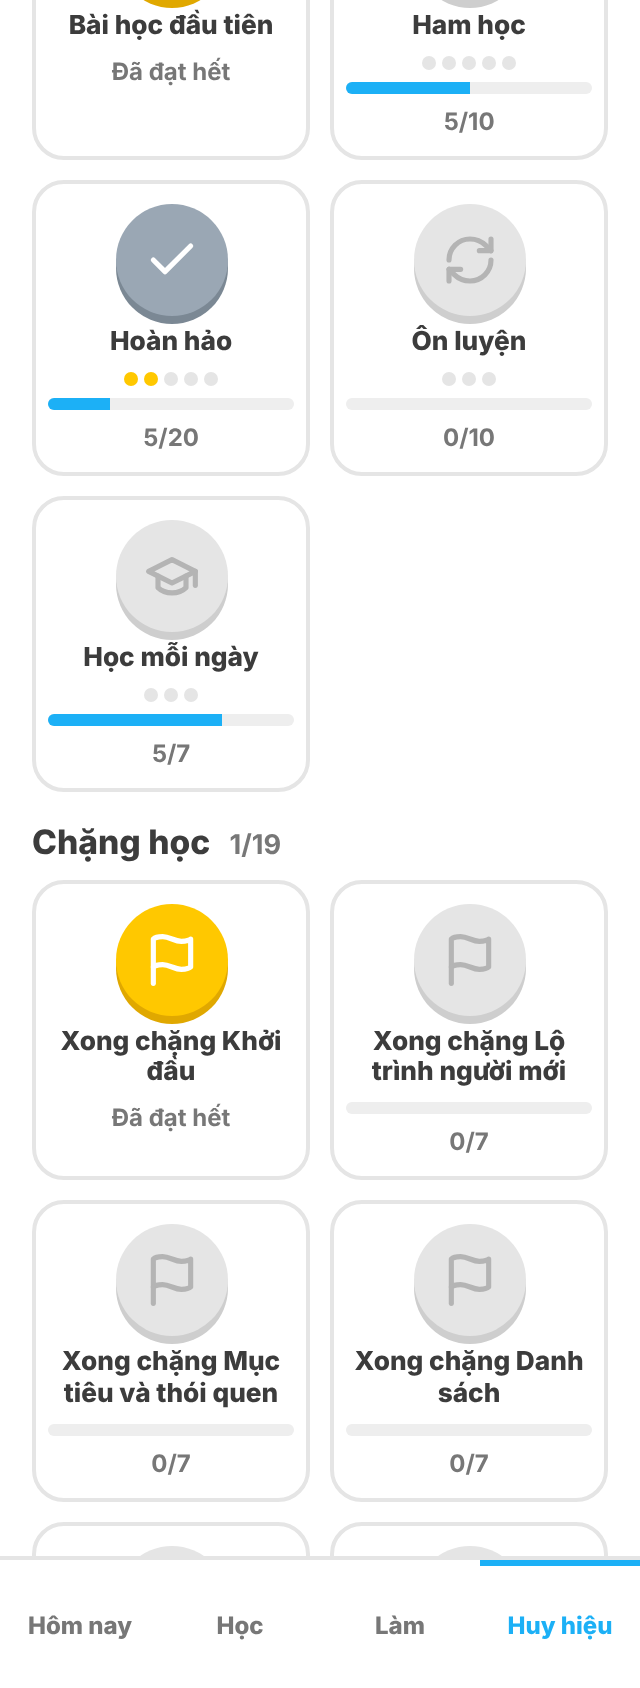 Bài học đầu tiên
Đã đạt hết
Ham học
5/10
Hoàn hảo
5/20
Ôn luyện
0/10
Học mỗi ngày
5/7
Chặng học 1/19
Xong chặng Khởi
đầu
Đã đạt hết
Xong chặng Lộ
trình người mới
0/7
Xong chặng Mục
tiêu và thói quen
0/7
Xong chặng Danh
sách
0/7
Hôm nay
Học
Làm
Huy hiệu